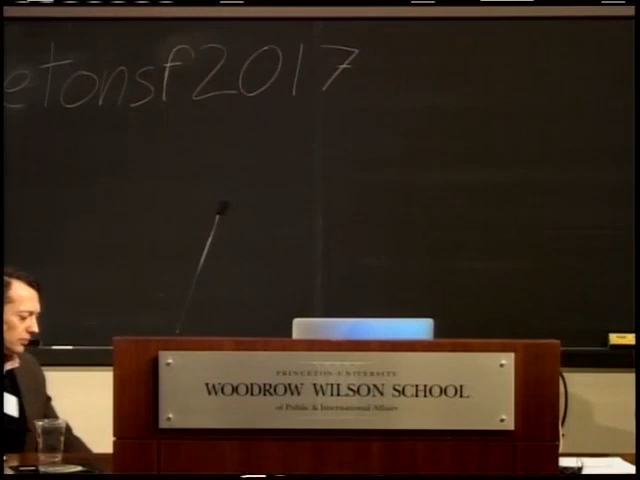 etonsf2017
PRINCETON UNIVERSITY
WOODROW WILSON SCHOOL
of Public & International Affairs